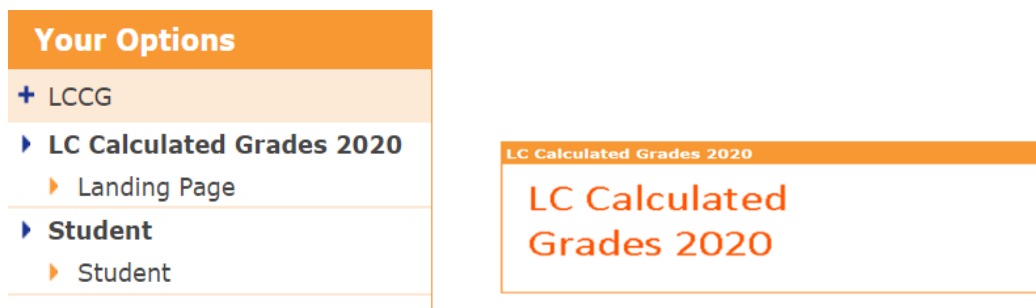 Your Options
LCCG
LC Calculated Grades 2020
Landing Page
Student
Student
LC Calculated Grades 2020
LC Calculated
Grades 2020